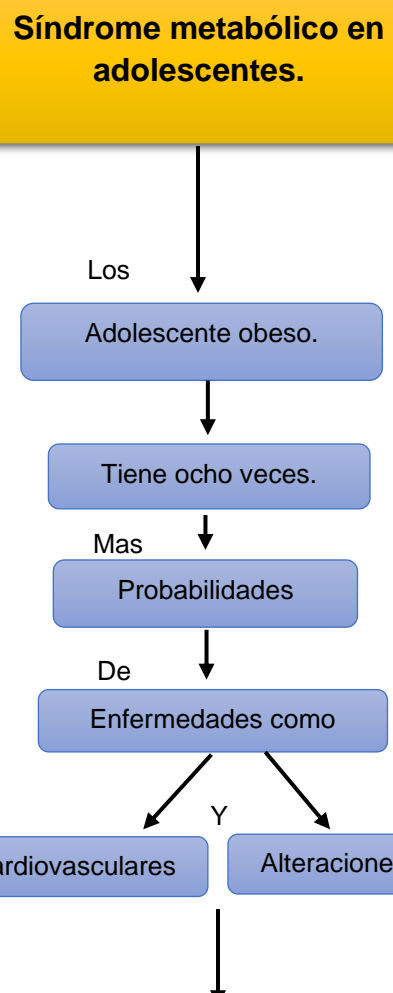 Síndrome metabólico en
adolescentes.
Los
Adolescente obeso.
Tiene ocho veces.
Mas
Probabilidades
De
Enfermedades como
Y
ardiovasculares
Alteracione